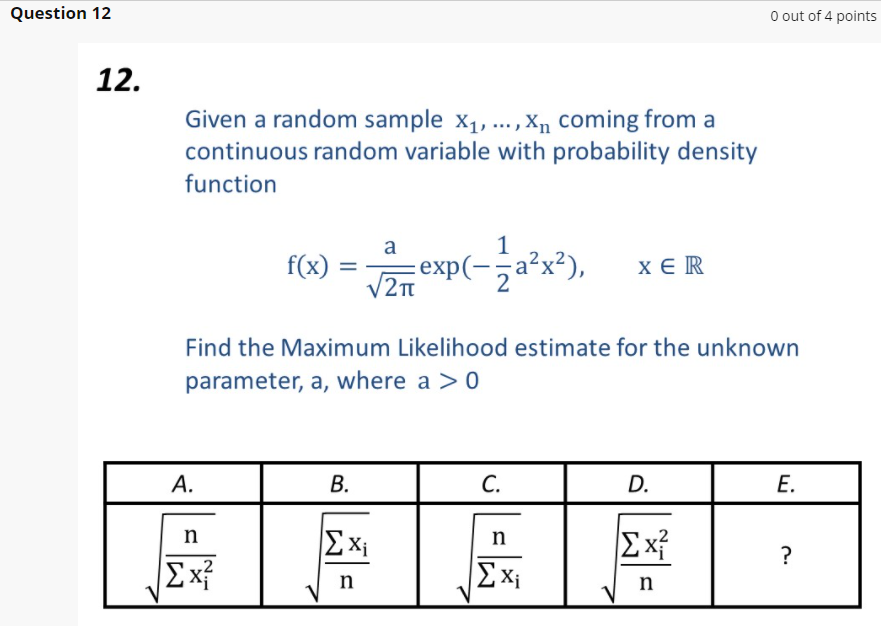 Question 12
0 out of 4 points
12.
Given a random sample x₁, ..., xₙ coming from a
continuous random variable with probability density
function
f(x) = a/√2π exp(−1/2 a²x²), x ∈ ℝ
Find the Maximum Likelihood estimate for the unknown
parameter, a, where a > 0
A. B. C. D. E.
√(n/∑xᵢ²) √(∑xᵢ/n) √(n/∑xᵢ) √(∑xᵢ²/n) ?